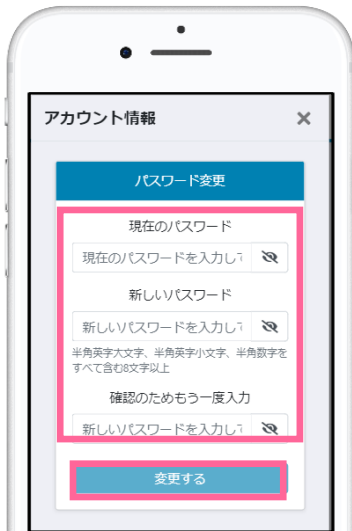 アカウント情報 ×
パスワード変更
現在のパスワード
現在のパスワードを入力して
新しいパスワード
新しいパスワードを入力して
半角英字大文字、半角英字小文字、半角数字を
すべて含む8文字以上
確認のためもう一度入力
新しいパスワードを入力して
変更する